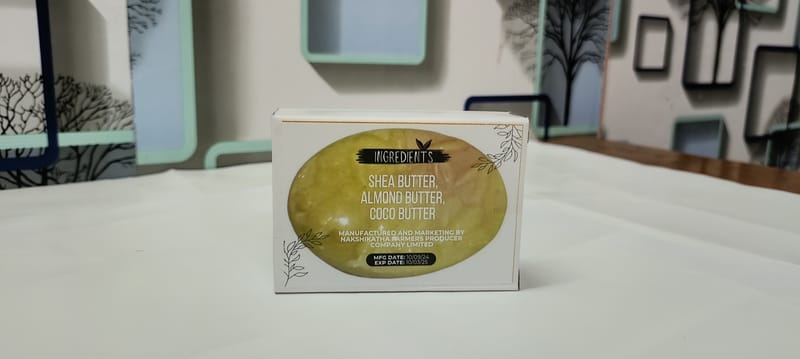 INGREDIENTS
SHEA BUTTER,
ALMOND BUTTER,
COCO BUTTER
MANUFACTURED AND MARKETING BY
NAKSHIKATHA FARMERS PRODUCER
COMPANY LIMITED
MFG DATE: 10/09/24
EXP DATE: 10/03/25